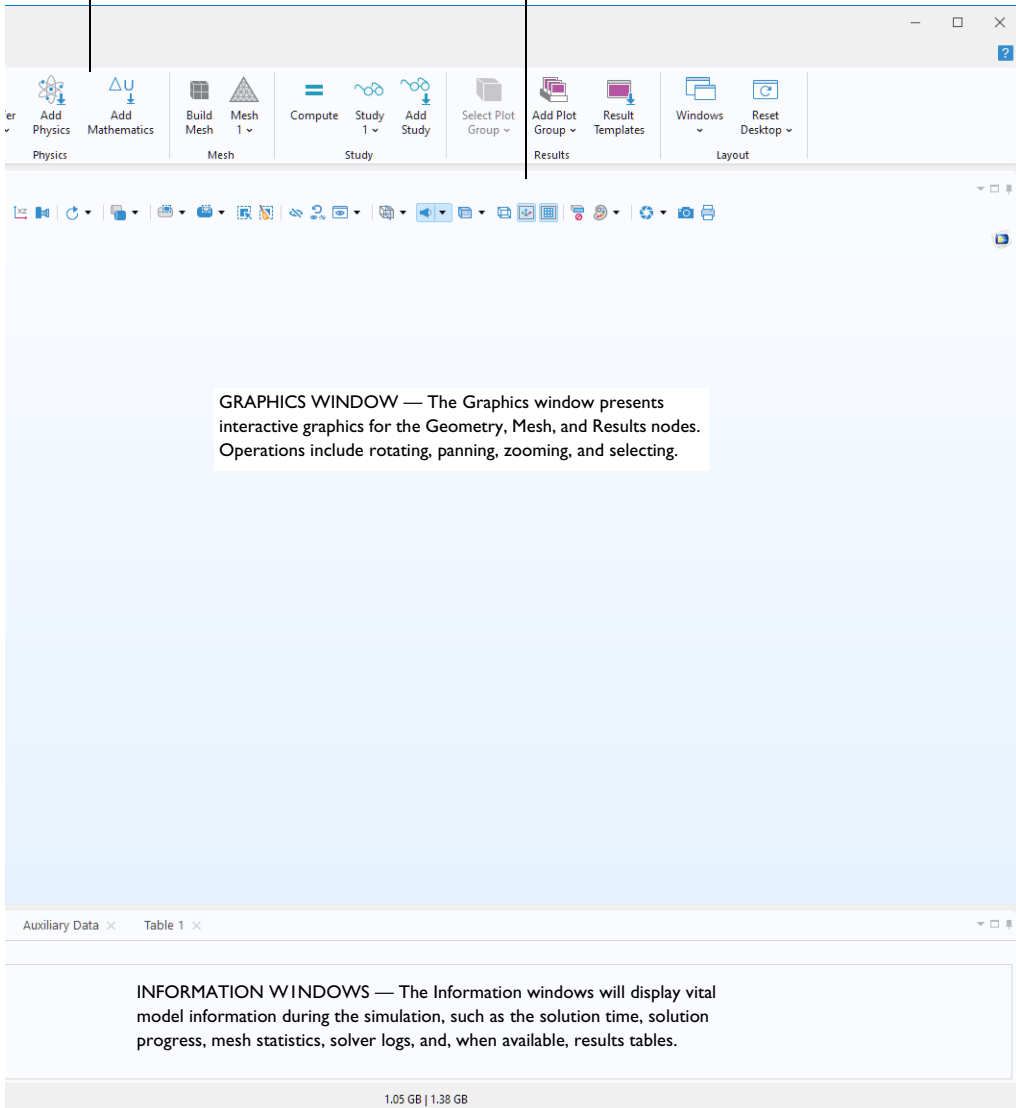 ?
er Add Physics
Add Mathematics
Physics
Build Mesh
Mesh 1
Mesh
Compute
Study 1
Add Study
Study
Select Plot Group
Add Plot Group
Result Templates
Results
Windows
Reset Desktop
Layout
xz
GRAPHICS WINDOW — The Graphics window presents
interactive graphics for the Geometry, Mesh, and Results nodes.
Operations include rotating, panning, zooming, and selecting.
Auxiliary Data Table 1
INFORMATION WINDOWS — The Information windows will display vital
model information during the simulation, such as the solution time, solution
progress, mesh statistics, solver logs, and, when available, results tables.
1.05 GB | 1.38 GB